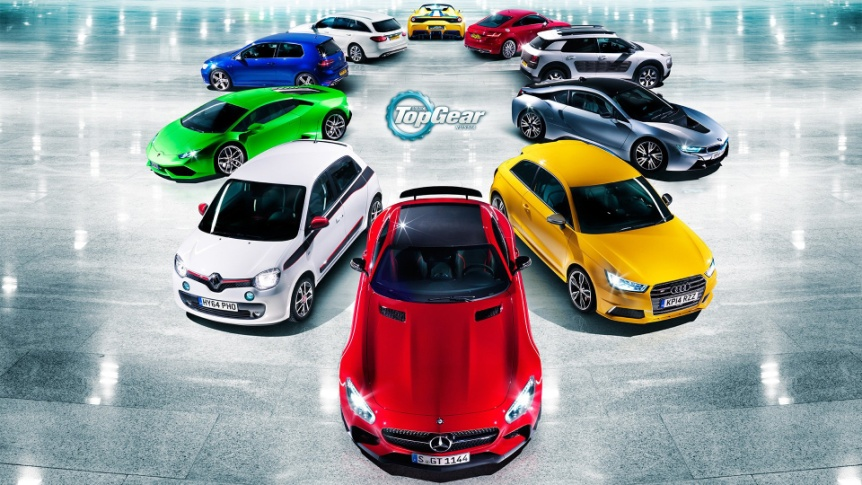 TopGear
HY64 PHO
KP14 RZZ
S GT 1144